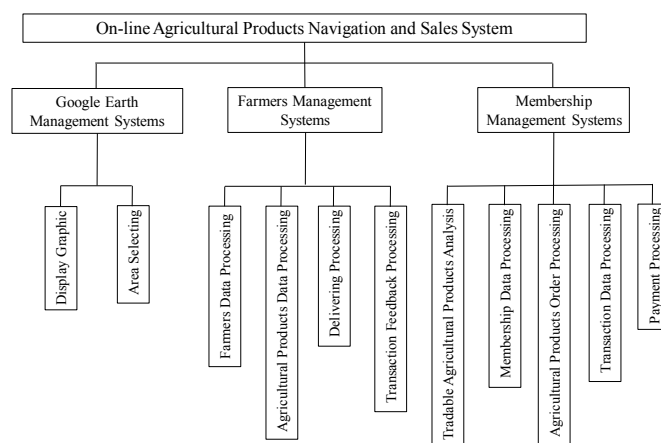 On-line Agricultural Products Navigation and Sales System
Google Earth
Management Systems
Farmers Management
Systems
Membership
Management Systems
Display Graphic
Area Selecting
Farmers Data Processing
Agricultural Products Data Processing
Delivering Processing
Transaction Feedback Processing
Tradable Agricultural Products Analysis
Membership Data Processing
Agricultural Products Order Processing
Transaction Data Processing
Payment Processing